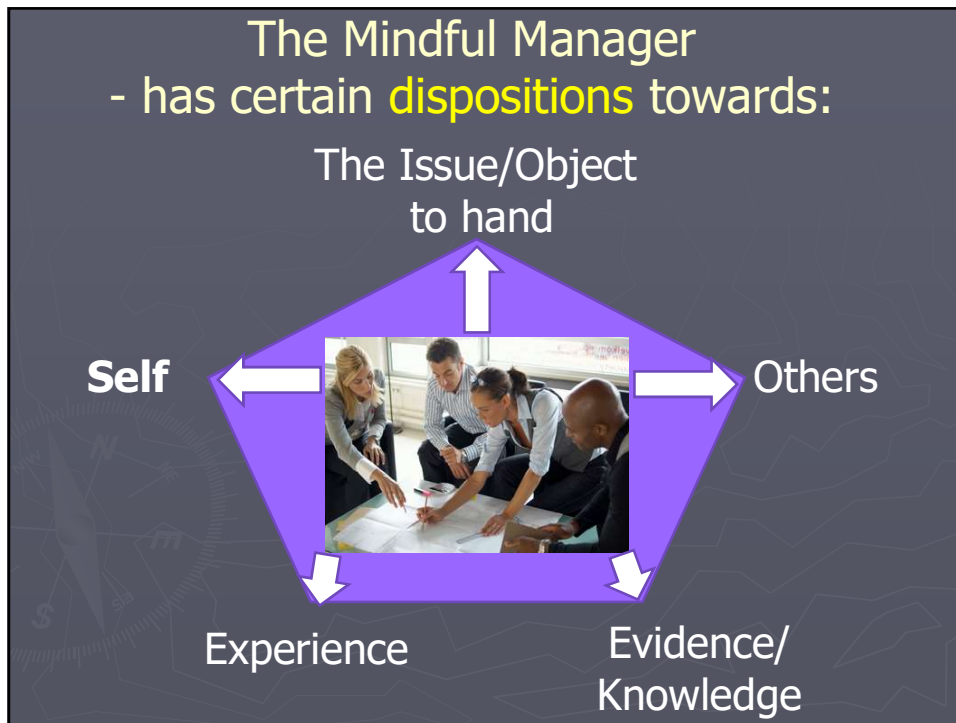 The Mindful Manager
- has certain dispositions towards:
The Issue/Object
to hand
Self
Others
Experience
Evidence/
Knowledge
N
m
S